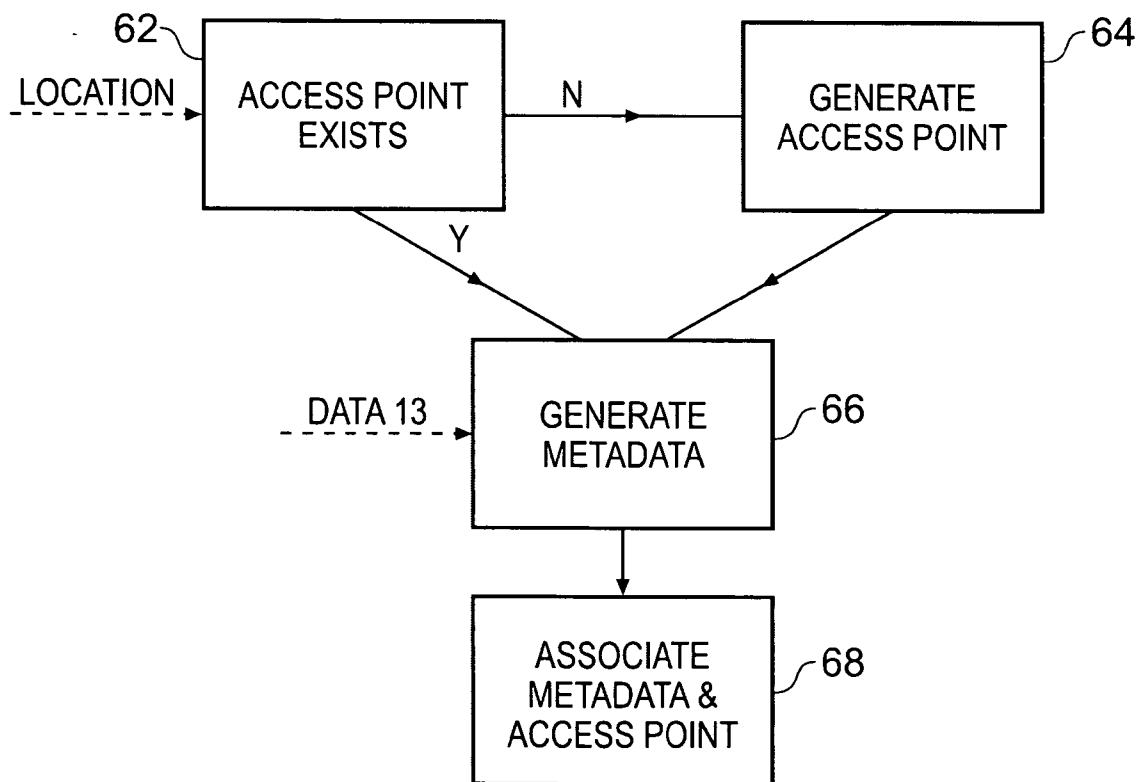 62
64
LOCATION
ACCESS POINT
EXISTS
N
GENERATE
ACCESS POINT
Y
DATA 13
GENERATE
METADATA
66
ASSOCIATE
METADATA &
ACCESS POINT
68